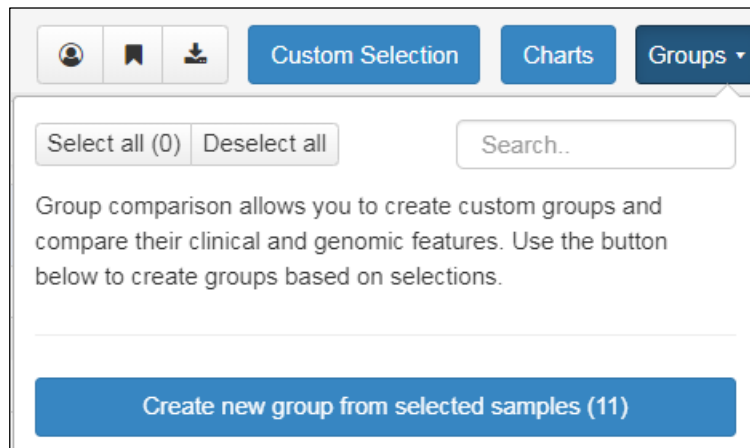 Custom Selection Charts Groups
Select all (0) Deselect all Search..
Group comparison allows you to create custom groups and
compare their clinical and genomic features. Use the button
below to create groups based on selections.
Create new group from selected samples (11)